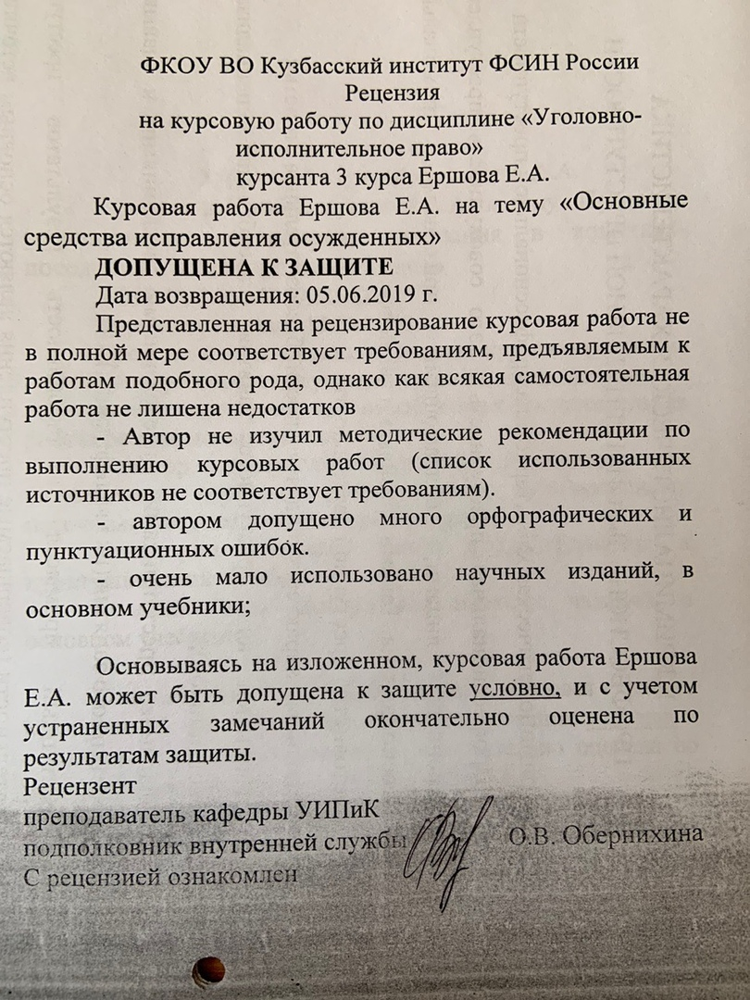 ФКОУ ВО Кузбасский институт ФСИН России
Рецензия
на курсовую работу по дисциплине «Уголовно-
исполнительное право»
курсанта 3 курса Ершова Е.А.
Курсовая работа Ершова Е.А. на тему «Основные
средства исправления осужденных»
ДОПУЩЕНА К ЗАЩИТЕ
Дата возвращения: 05.06.2019 г.
Представленная на рецензирование курсовая работа не
в полной мере соответствует требованиям, предъявляемым к
работам подобного рода, однако как всякая самостоятельная
работа не лишена недостатков
- Автор не изучил методические рекомендации по
выполнению курсовых работ (список использованных
источников не соответствует требованиям).
- автором допущено много орфографических и
пунктуационных ошибок.
- очень мало использовано научных изданий, в
основном учебники;
Основываясь на изложенном, курсовая работа Ершова
Е.А. может быть допущена к защите условно, и с учетом
устраненных замечаний окончательно оценена по
результатам защиты.
Рецензент
преподаватель кафедры УИПиК
подполковник внутренней службы О.В. Обернихина
С рецензией ознакомлен